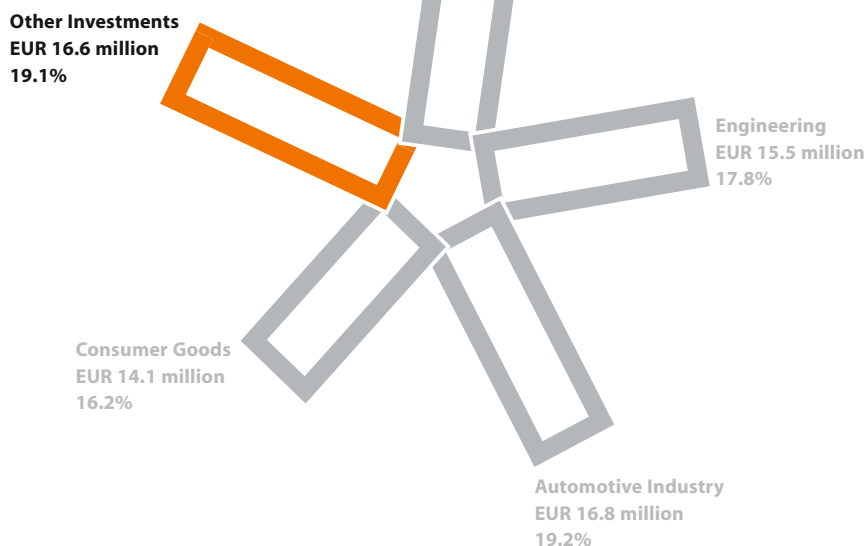 Other Investments
EUR 16.6 million
19.1%
Engineering
EUR 15.5 million
17.8%
Consumer Goods
EUR 14.1 million
16.2%
Automotive Industry
EUR 16.8 million
19.2%